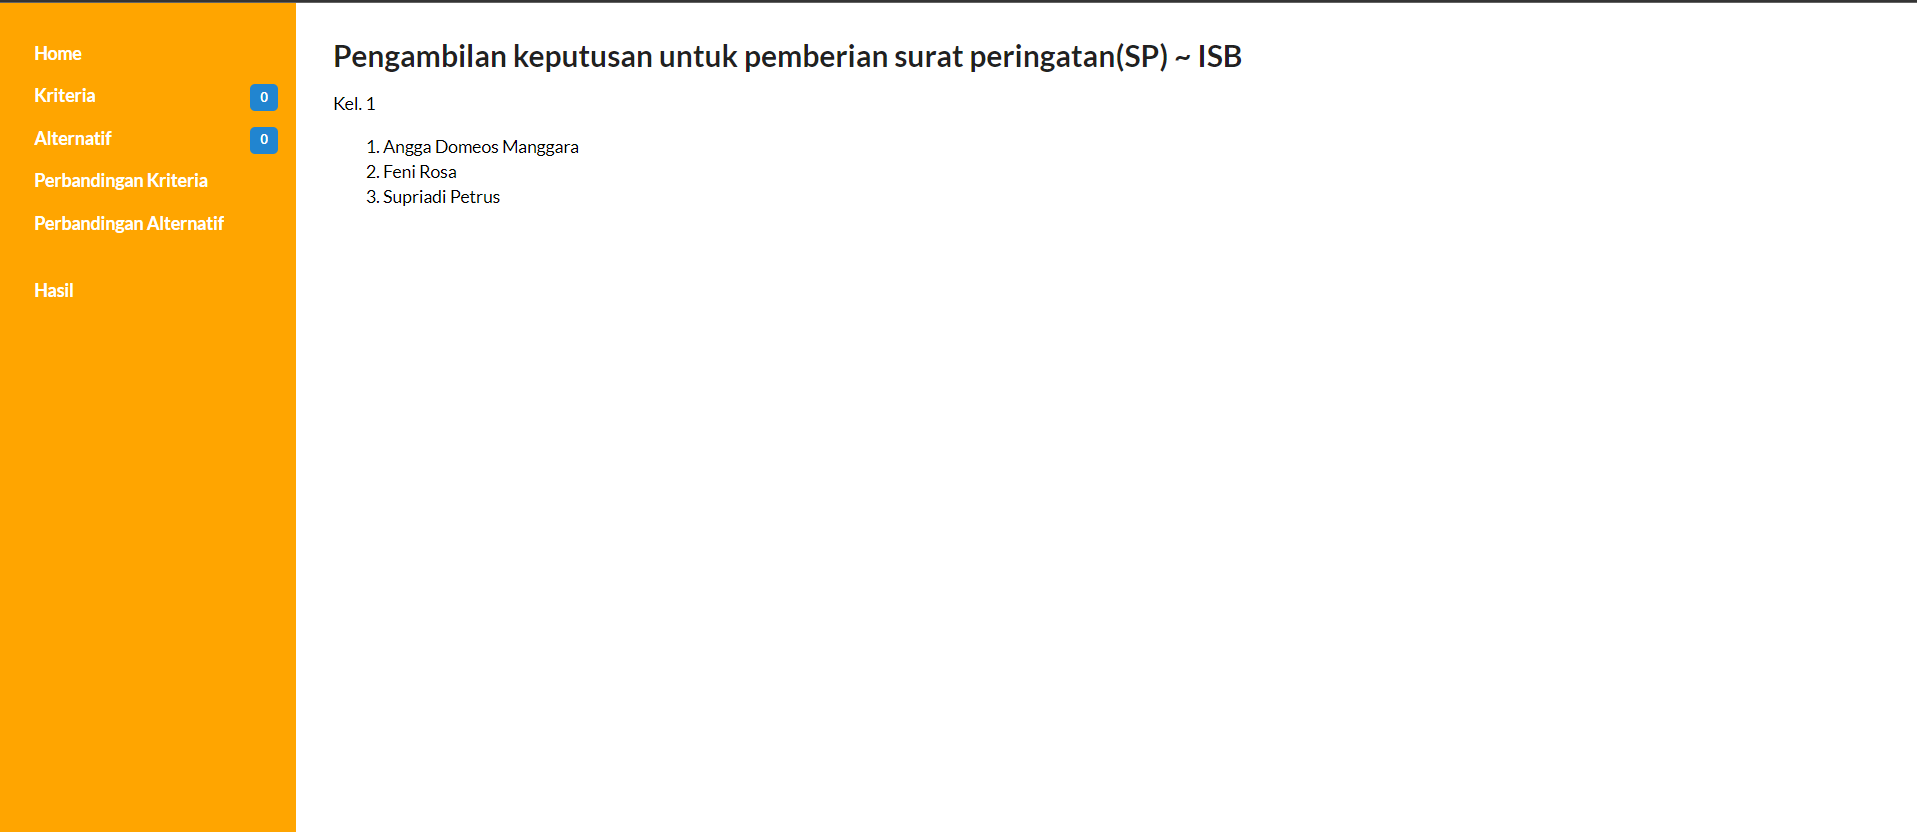 Home
Kriteria 0
Alternatif 0
Perbandingan Kriteria
Perbandingan Alternatif
Hasil
Pengambilan keputusan untuk pemberian surat peringatan(SP) ~ ISB
Kel. 1
1. Angga Domeos Manggara
2. Feni Rosa
3. Supriadi Petrus